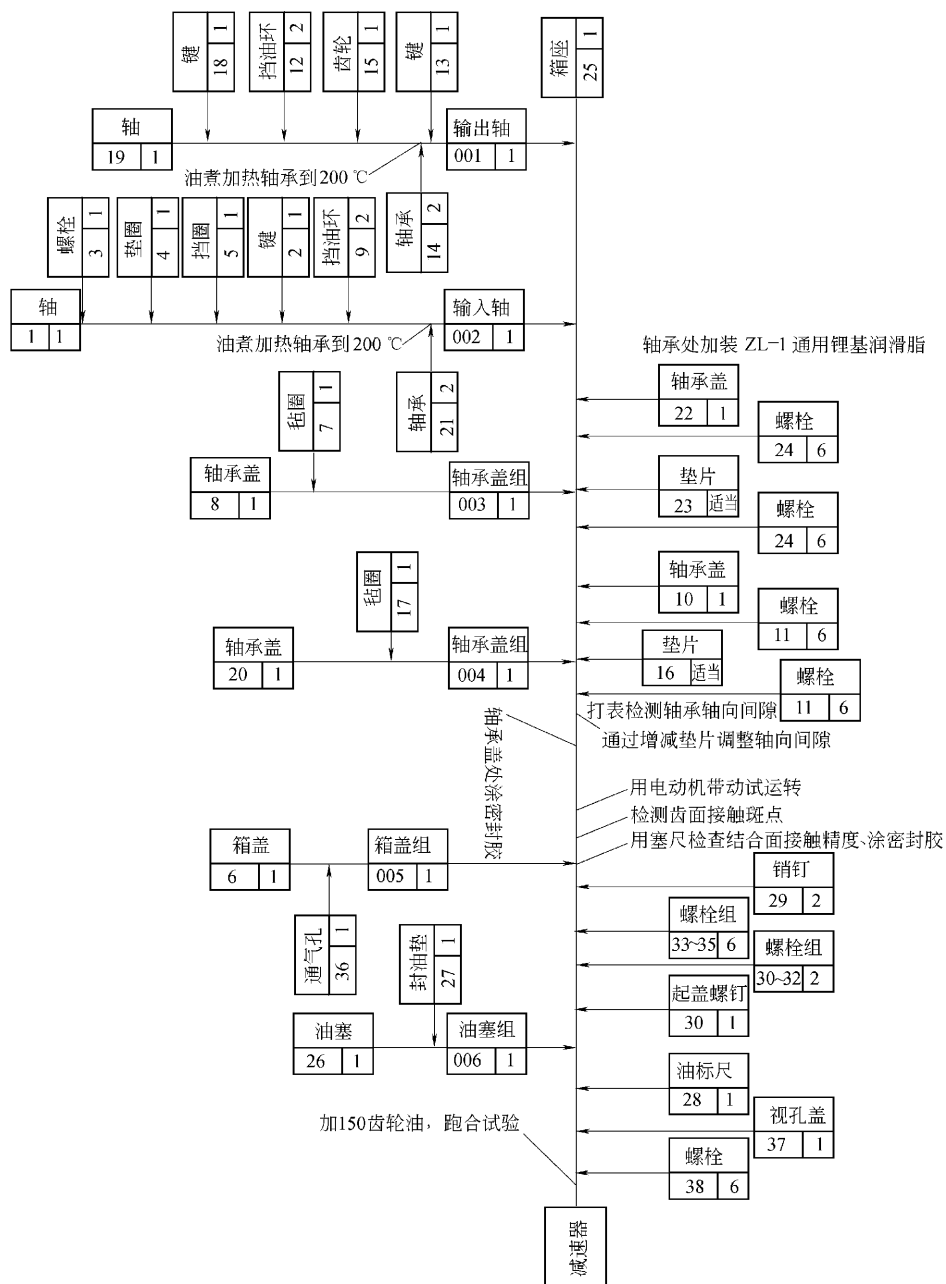 键
18 1
挡油环
12 2
齿轮
15 1
键
13 1
箱座
25 1
轴
19 1
输出轴
001 1
油煮加热轴承到200 ℃
轴承
14 2
螺栓
3 1
垫圈
4 1
挡圈
5 1
键
2 1
挡油环
9 2
轴
1 1
输入轴
002 1
油煮加热轴承到200 ℃
轴承
21 2
轴承处加装 ZL-1 通用锂基润滑脂
轴承盖
22 1
螺栓
24 6
毡圈
7 1
轴承盖
8 1
轴承盖组
003 1
垫片
23 适当
螺栓
24 6
轴承盖
10 1
螺栓
11 6
毡圈
17 1
轴承盖
20 1
轴承盖组
004 1
垫片
16 适当
螺栓
11 6
打表检测轴承轴向间隙
通过增减垫片调整轴向间隙
轴承盖处涂密封胶
用电动机带动试运转
检测齿面接触斑点
用塞尺检查结合面接触精度、涂密封胶
箱盖
6 1
箱盖组
005 1
通气孔
36 1
销钉
29 2
螺栓组
33~35 6
螺栓组
30~32 2
封油垫
27 1
起盖螺钉
30 1
油塞
26 1
油塞组
006 1
油标尺
28 1
加150齿轮油，跑合试验
视孔盖
37 1
螺栓
38 6
减速器